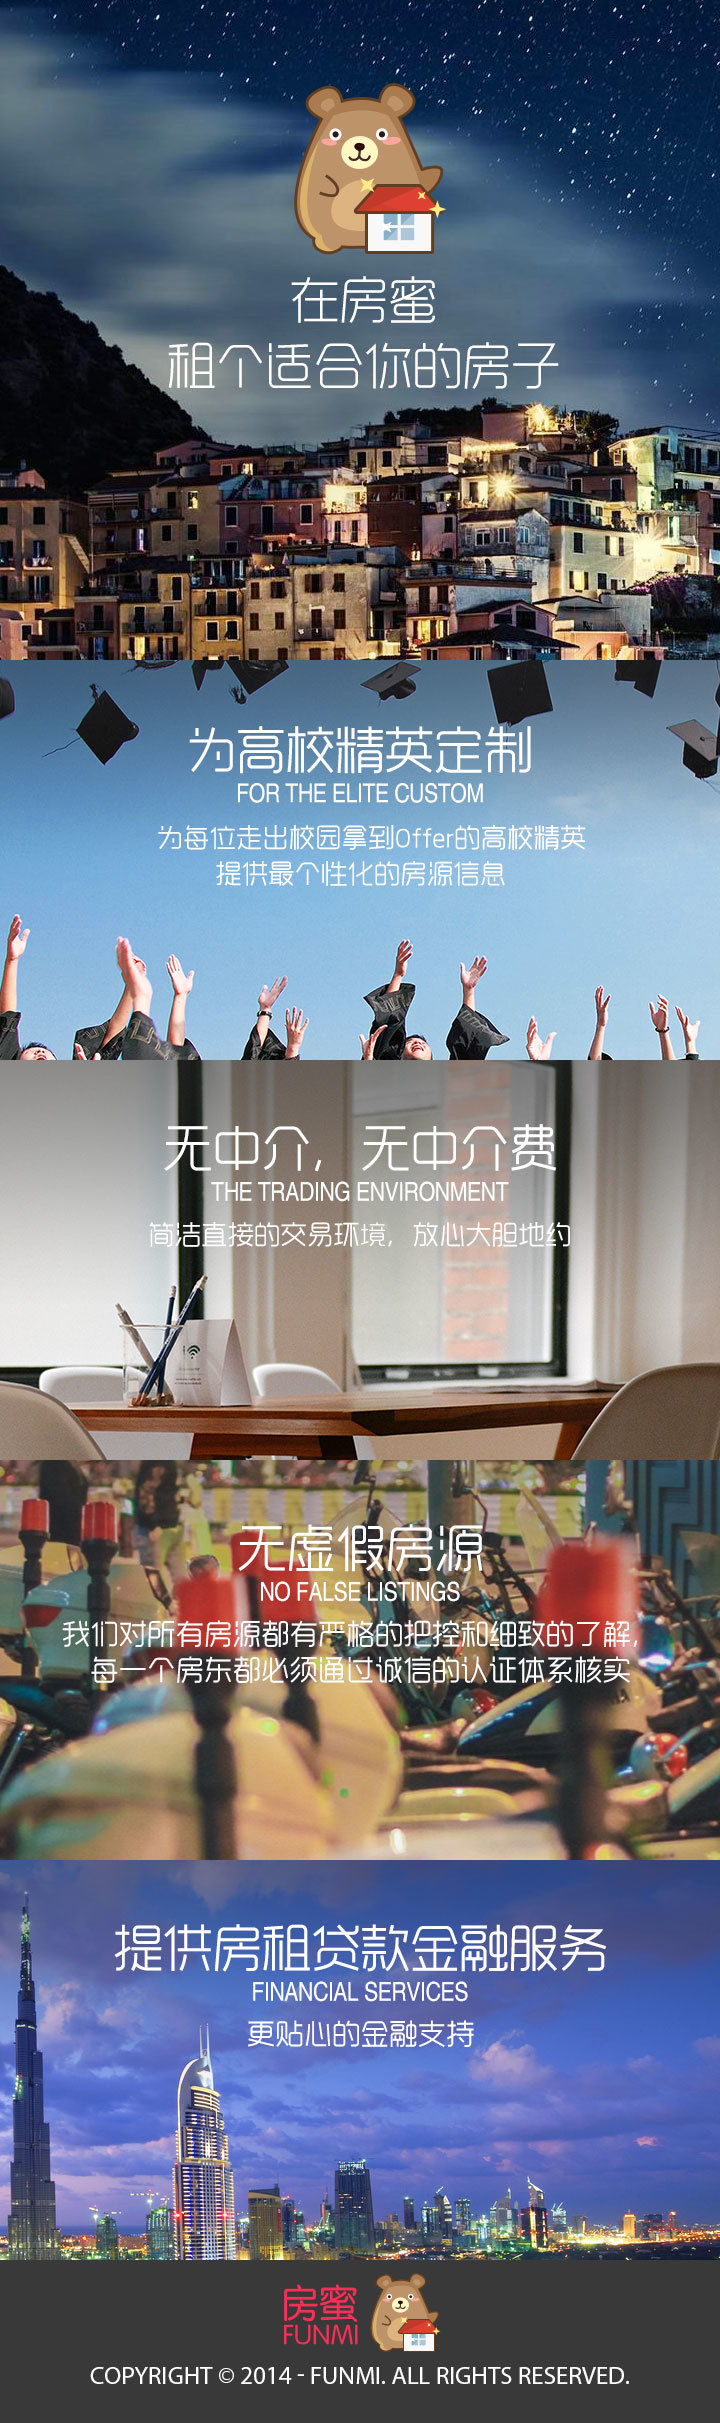 在房蜜
租个适合你的房子
为高校精英定制
FOR THE ELITE CUSTOM
为每位走出校园拿到Offer的高校精英
提供最个性化的房源信息
无中介，无中介费
THE TRADING ENVIRONMENT
简洁直接的交易环境，放心大胆地约
无虚假房源
NO FALSE LISTINGS
我们对所有房源都有严格的把控和细致的了解，
每一个房东都必须通过诚信的认证体系核实
提供房租贷款金融服务
FINANCIAL SERVICES
更贴心的金融支持
房蜜
FUNMI
COPYRIGHT © 2014 - FUNMI. ALL RIGHTS RESERVED.